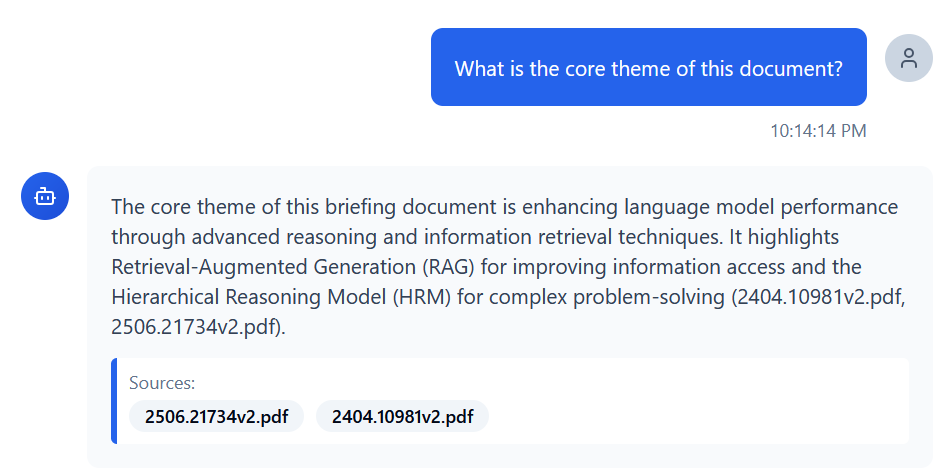 What is the core theme of this document?
10:14:14 PM
The core theme of this briefing document is enhancing language model performance
through advanced reasoning and information retrieval techniques. It highlights
Retrieval-Augmented Generation (RAG) for improving information access and the
Hierarchical Reasoning Model (HRM) for complex problem-solving (2404.10981v2.pdf,
2506.21734v2.pdf).
Sources:
2506.21734v2.pdf 2404.10981v2.pdf